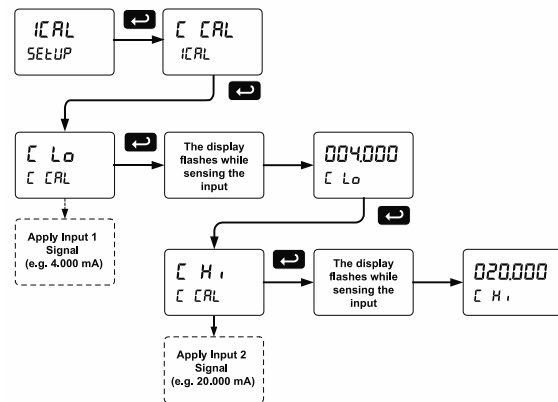 ICAL
SEtUP
C CAL
ICAL
C Lo
C CAL
The display
flashes while
sensing the
input
004.000
C Lo
Apply Input 1
Signal
(e.g. 4.000 mA)
C Hi
C CAL
The display
flashes while
sensing the
input
020.000
C Hi
Apply Input 2
Signal
(e.g. 20.000 mA)